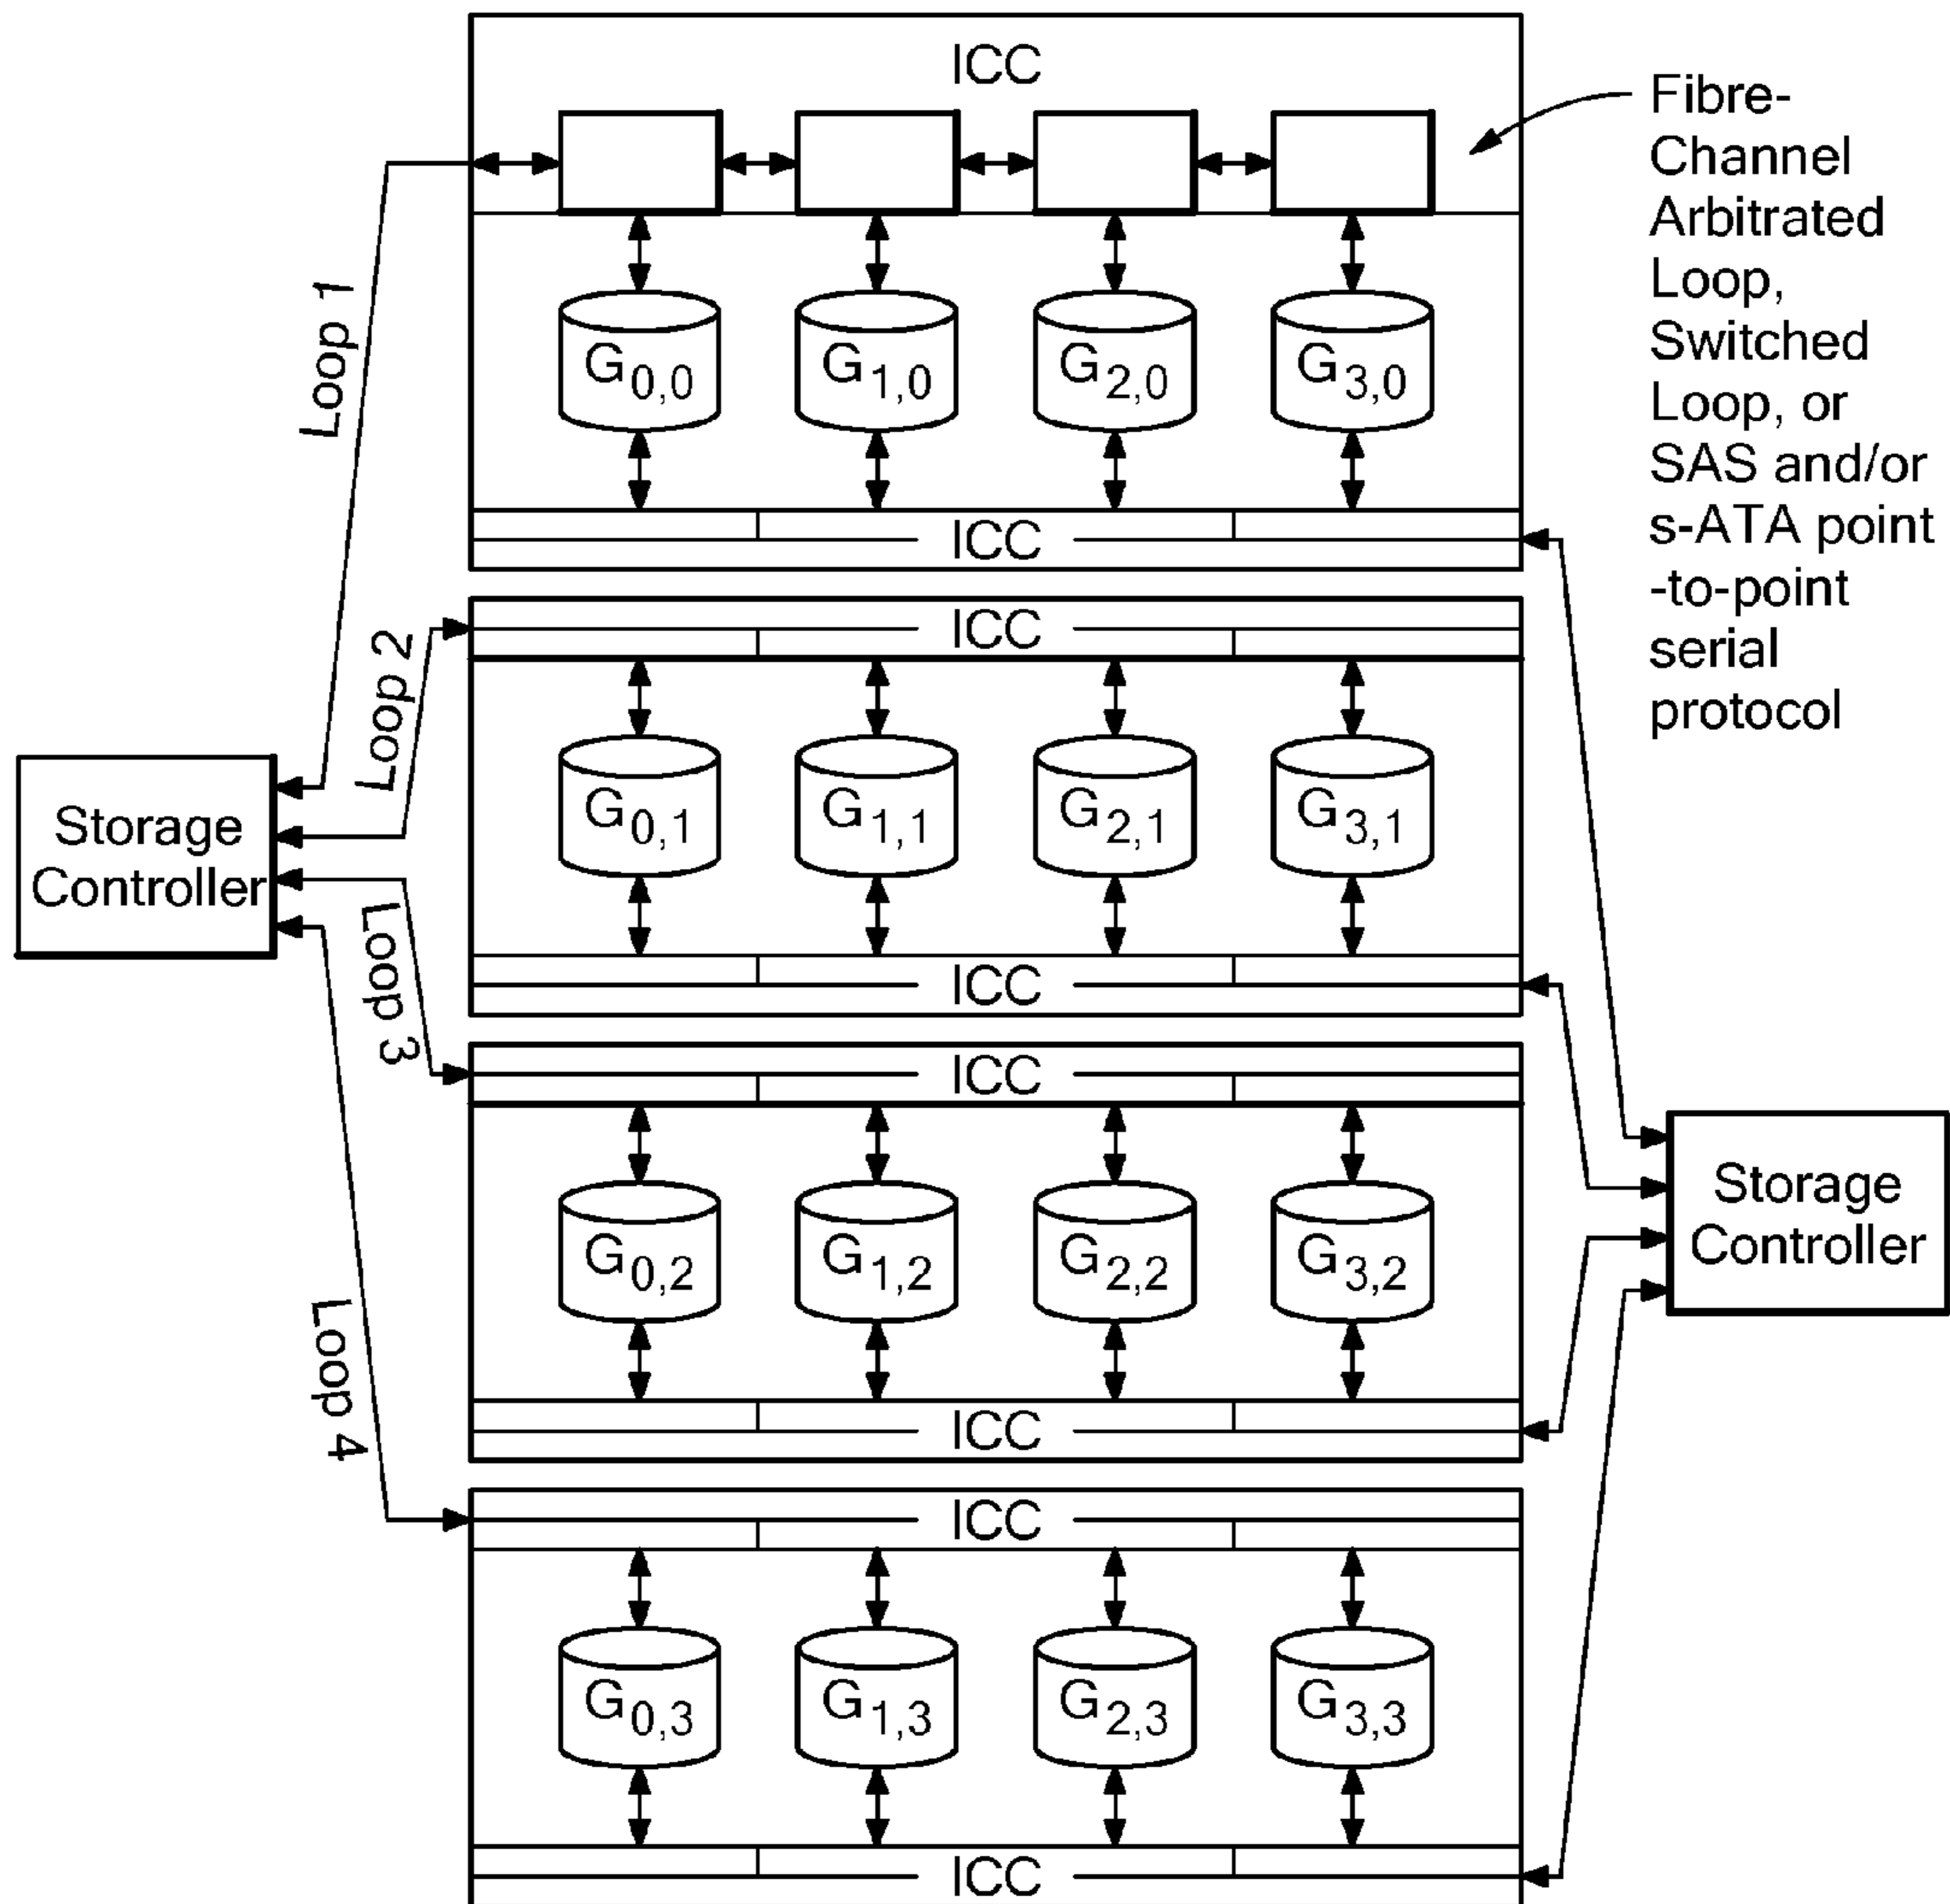 ICC
Fibre-
Channel
Arbitrated
Loop,
Switched
Loop, or
SAS and/or
s-ATA point
-to-point
serial
protocol
Loop 1
G0,0 G1,0 G2,0 G3,0
ICC
ICC
Loop 2
G0,1 G1,1 G2,1 G3,1
Storage
Controller
ICC
Loop 3
ICC
G0,2 G1,2 G2,2 G3,2
Storage
Controller
Loop 4
ICC
ICC
G0,3 G1,3 G2,3 G3,3
ICC